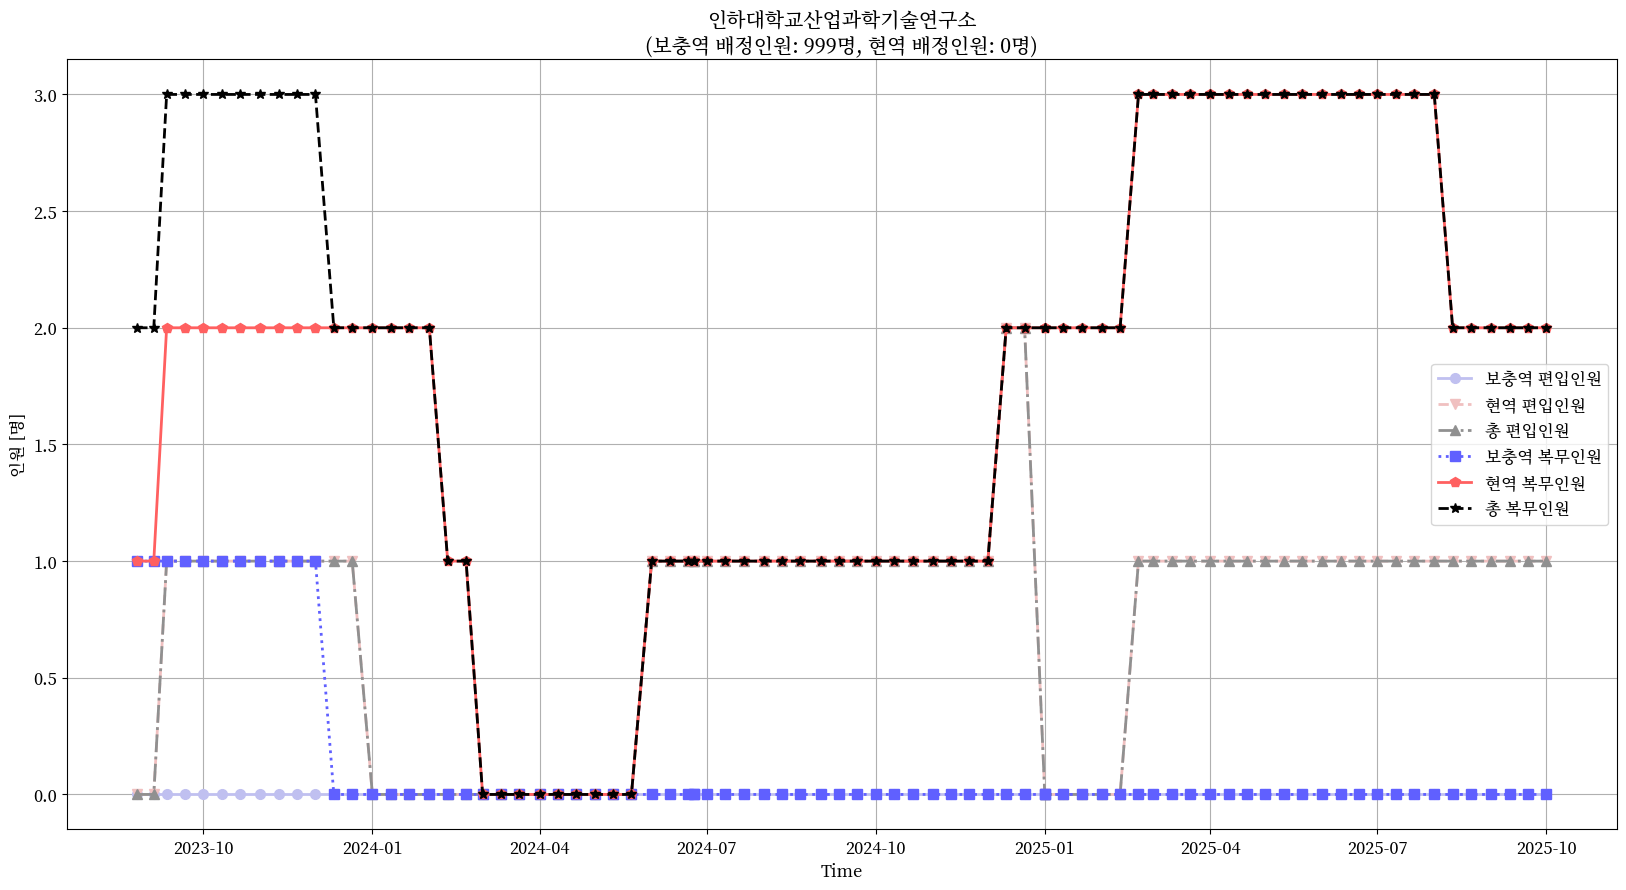 인하대학교산업과학기술연구소
(보충역 배정인원: 999명, 현역 배정인원: 0명)
인원 [명]
3.0
2.5
2.0
1.5
1.0
0.5
0.0
보충역 편입인원
현역 편입인원
총 편입인원
보충역 복무인원
현역 복무인원
총 복무인원
2023-10 2024-01 2024-04 2024-07 2024-10 2025-01 2025-04 2025-07 2025-10
Time